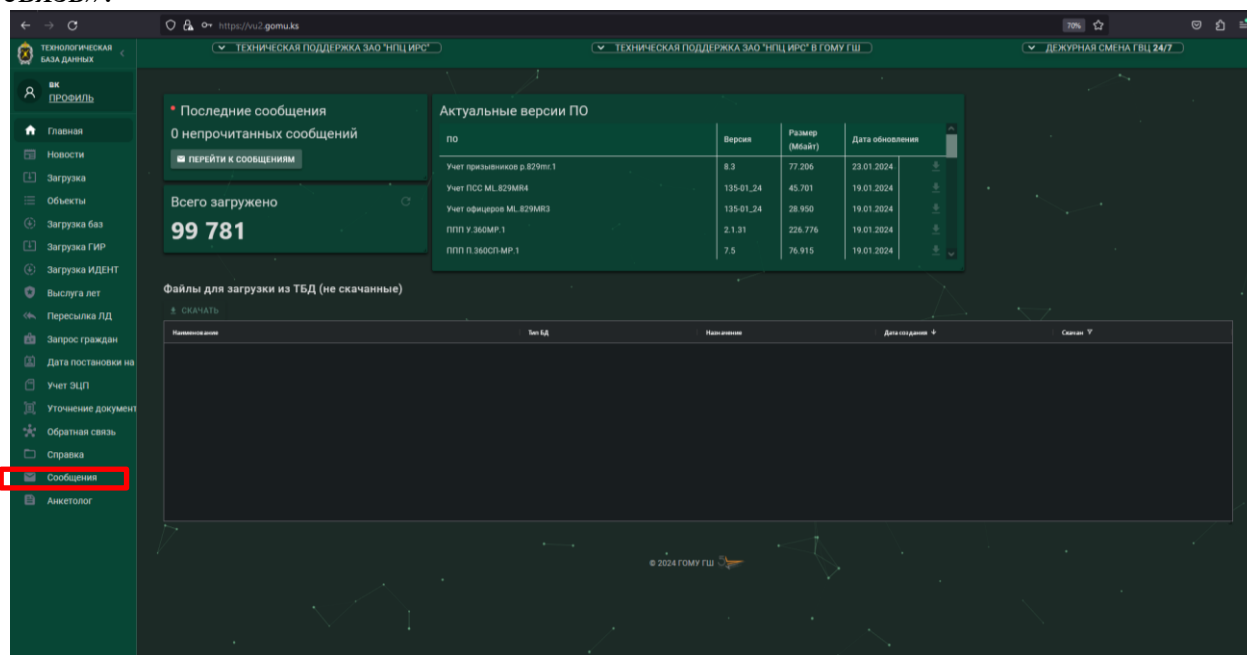 https://vu2.gomu.ks
70%
ТЕХНОЛОГИЧЕСКАЯ БАЗА ДАННЫХ
ТЕХНИЧЕСКАЯ ПОДДЕРЖКА ЗАО "НПЦ ИРС"
ТЕХНИЧЕСКАЯ ПОДДЕРЖКА ЗАО "НПЦ ИРС" В ГОМУ ГШ
ДЕЖУРНАЯ СМЕНА ГВЦ 24/7
ВК
ПРОФИЛЬ
Главная
Новости
Загрузка
Объекты
Загрузка баз
Загрузка ГИР
Загрузка ИДЕНТ
Выслуга лет
Пересылка ЛД
Запрос граждан
Дата постановки на
Учет ЭЦП
Уточнение документ
Обратная связь
Справка
Сообщения
Анкетолог
* Последние сообщения
0 непрочитанных сообщений
ПЕРЕЙТИ К СООБЩЕНИЯМ
Всего загружено
99 781
Актуальные версии ПО
ПО Версия Размер (Мбайт) Дата обновления
Учет призывников р.829mr.1 8.3 77.206 23.01.2024
Учет ПСС ML.829MR4 135-01_24 45.701 19.01.2024
Учет офицеров ML.829MR3 135-01_24 28.950 19.01.2024
ППП У.360МР.1 2.1.31 226.776 19.01.2024
ППП П.360СП-МР.1 7.5 76.915 19.01.2024
Файлы для загрузки из ТБД (не скачанные)
СКАЧАТЬ
Наименование Тип БД Назначение Дата создания Скачан
© 2024 ГОМУ ГШ